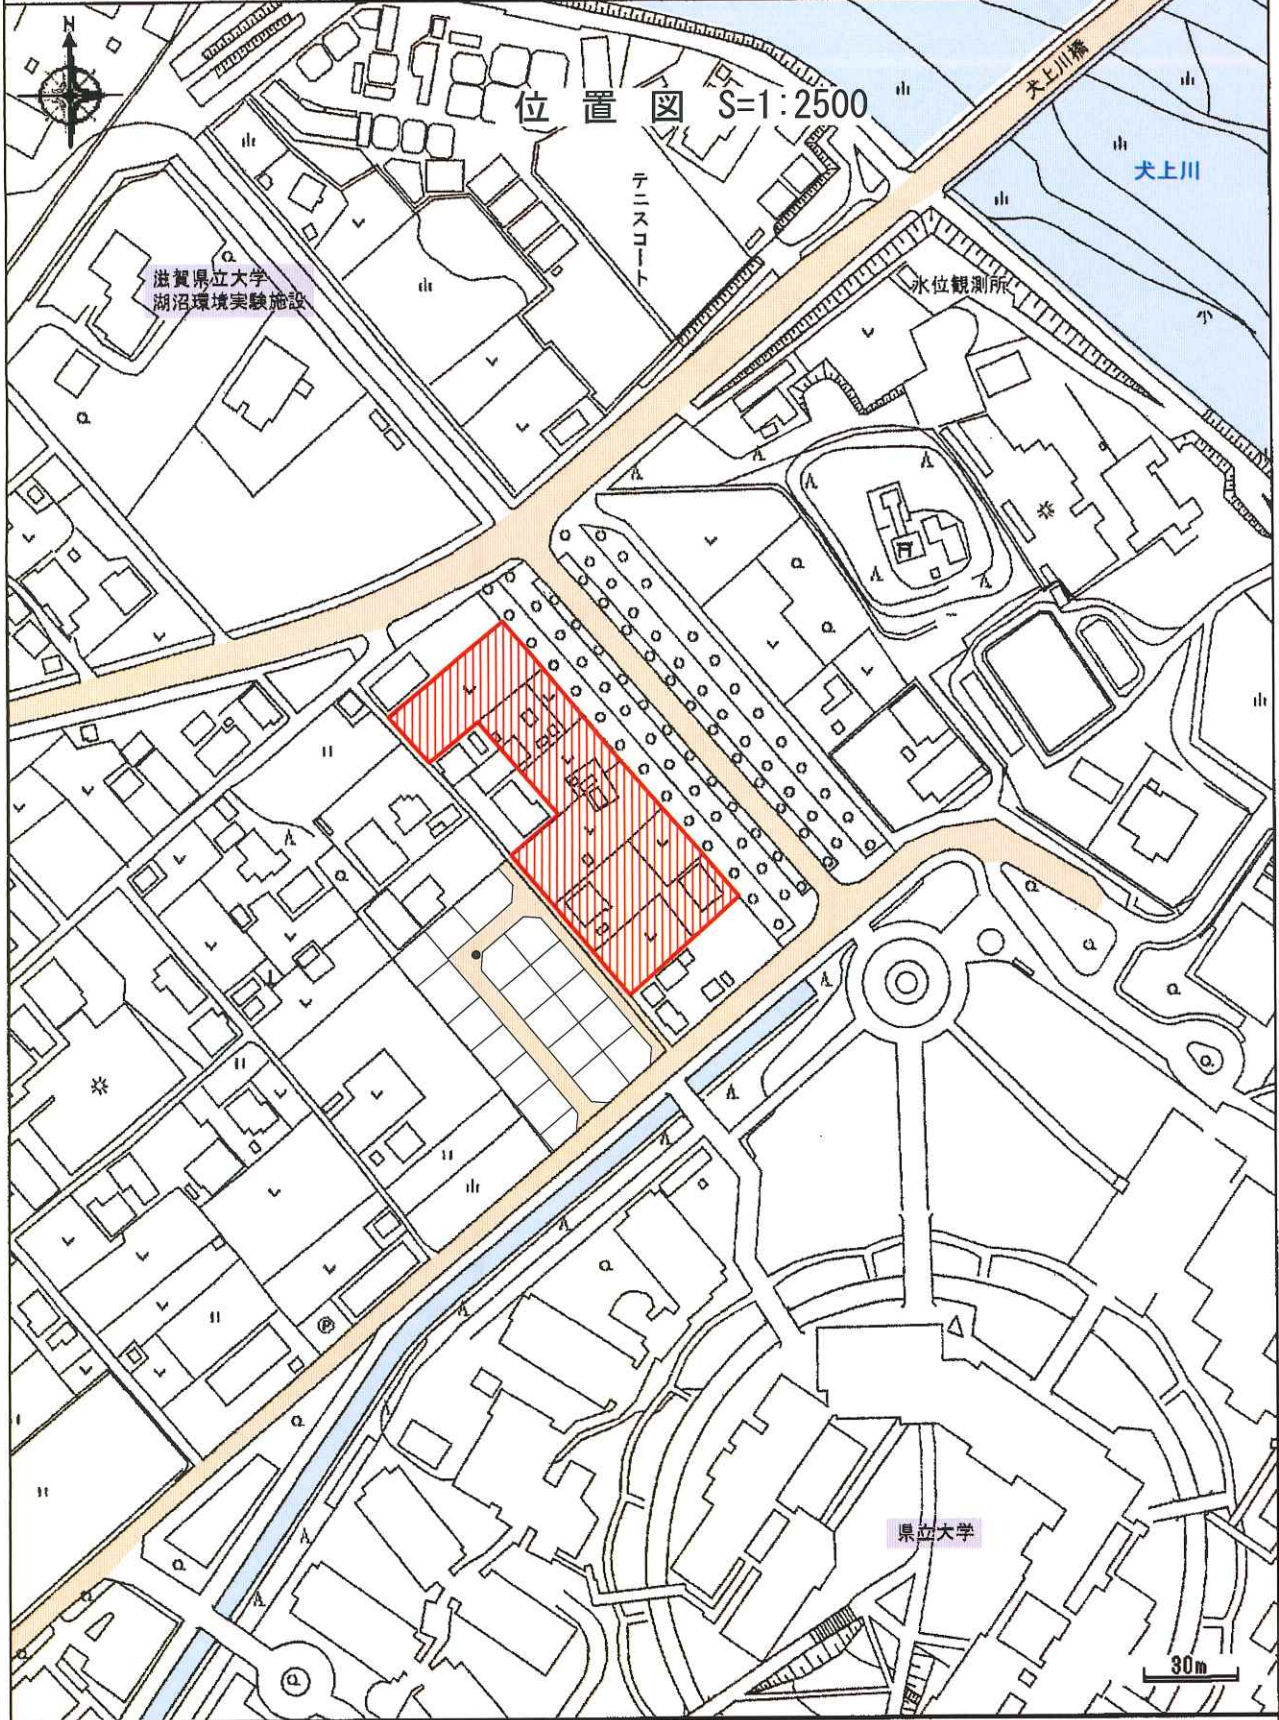 N
位置図 S=1:2500
犬上川橋
犬上川
テニスコート
滋賀県立大学
湖沼環境実験施設
水位観測所
県立大学
30m